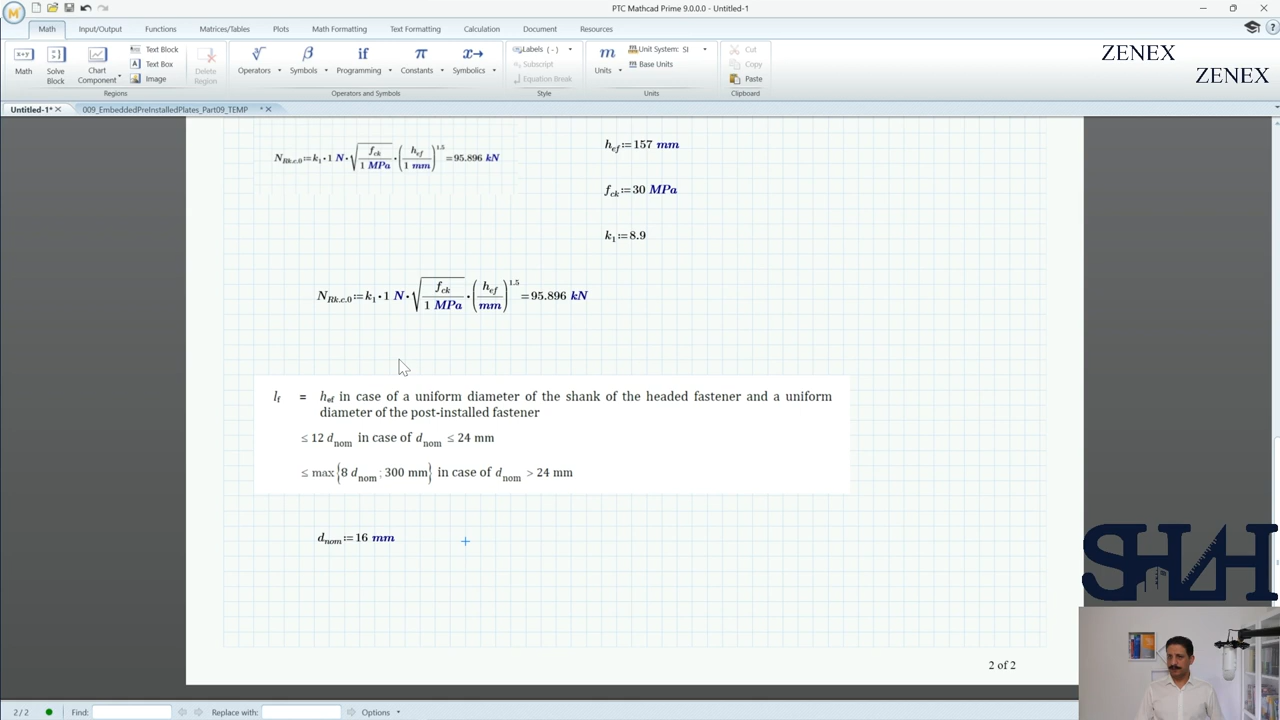 PTC Mathcad Prime 9.0.0.0 - Untitled-1
Math Input/Output Functions Matrices/Tables Plots Math Formatting Text Formatting Calculation Document Resources
ZENEX
ZENEX
Math
Solve Block
Chart Component
Text Block
Text Box
Image
Delete Region
Operators
Symbols
Programming
Constants
Symbolics
Labels ( - )
Subscript
Equation Break
Units
Unit System: SI
Base Units
Cut
Copy
Paste
Regions Operators and Symbols Style Units Clipboard
Untitled-1* 009_EmbeddedPreInstalledPlates_Part09_TEMP *
N_Rk.c.0 := k_1 · 1 N · √(f_ck / 1 MPa) · (h_ef / 1 mm)^1.5 = 95.896 kN
h_ef := 157 mm
f_ck := 30 MPa
k_1 := 8.9
N_Rk.c.0 := k_1 · 1 N · √(f_ck / 1 MPa) · (h_ef / mm)^1.5 = 95.896 kN
l_f = h_ef in case of a uniform diameter of the shank of the headed fastener and a uniform
diameter of the post-installed fastener
≤ 12 d_nom in case of d_nom ≤ 24 mm
≤ max{8 d_nom ; 300 mm} in case of d_nom > 24 mm
d_nom := 16 mm
SHZH
2 of 2
2 / 2 Find: Replace with: Options